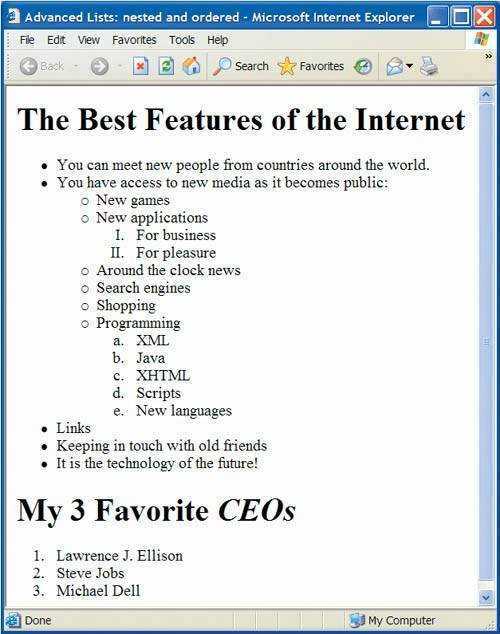 Advanced Lists: nested and ordered - Microsoft Internet Explorer
File Edit View Favorites Tools Help
Back Search Favorites
The Best Features of the Internet
You can meet new people from countries around the world.
You have access to new media as it becomes public:
New games
New applications
I. For business
II. For pleasure
Around the clock news
Search engines
Shopping
Programming
a. XML
b. Java
c. XHTML
d. Scripts
e. New languages
Links
Keeping in touch with old friends
It is the technology of the future!
My 3 Favorite CEOs
1. Lawrence J. Ellison
2. Steve Jobs
3. Michael Dell
Done My Computer